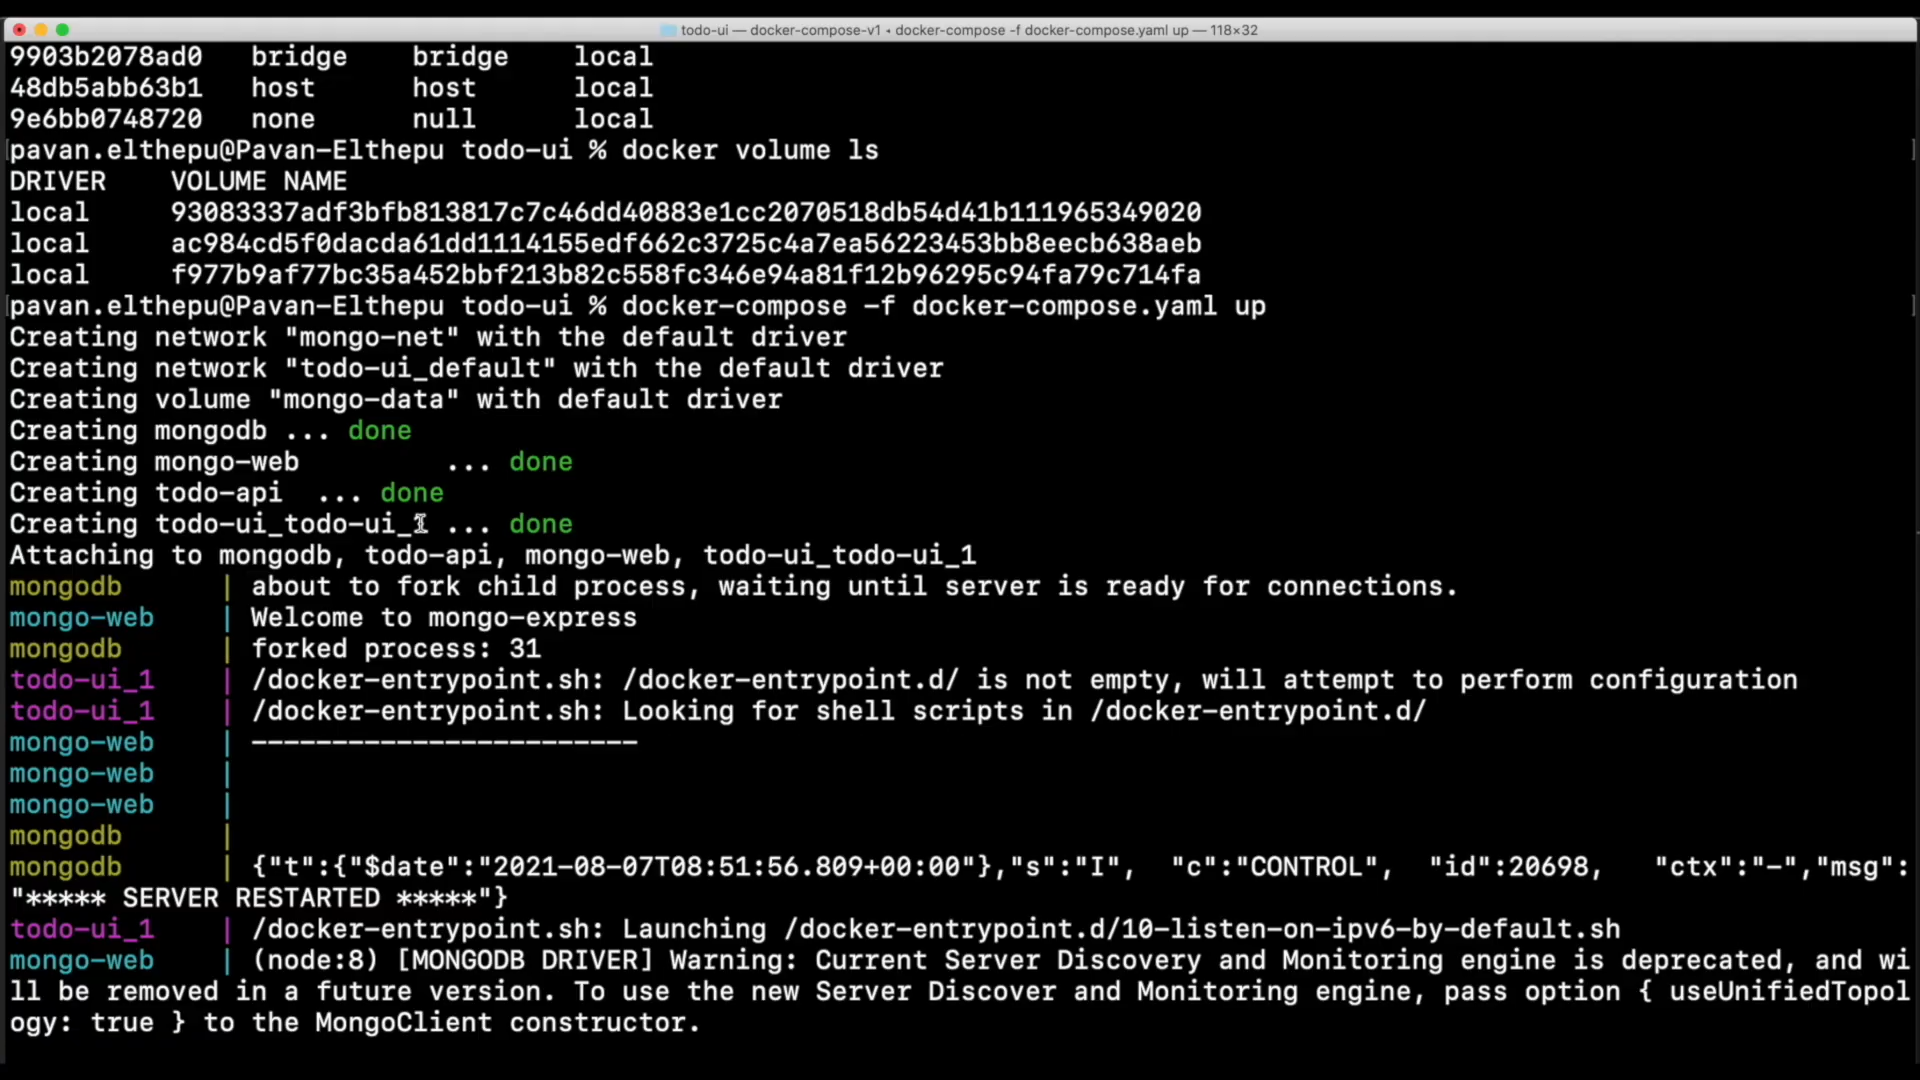 todo-ui — docker-compose-v1 ◂ docker-compose -f docker-compose.yaml up — 118×32
9903b2078ad0   bridge    bridge    local
48db5abb63b1   host      host      local
9e6bb0748720   none      null      local
[pavan.elthepu@Pavan-Elthepu todo-ui % docker volume ls ]
DRIVER    VOLUME NAME
local     93083337adf3bfb813817c7c46dd40883e1cc2070518db54d41b111965349020
local     ac984cd5f0dacda61dd1114155edf662c3725c4a7ea56223453bb8eecb638aeb
local     f977b9af77bc35a452bbf213b82c558fc346e94a81f12b96295c94fa79c714fa
[pavan.elthepu@Pavan-Elthepu todo-ui % docker-compose -f docker-compose.yaml up ]
Creating network "mongo-net" with the default driver
Creating network "todo-ui_default" with the default driver
Creating volume "mongo-data" with default driver
Creating mongodb ... done
Creating mongo-web         ... done
Creating todo-api  ... done
Creating todo-ui_todo-ui_1 ... done
Attaching to mongodb, todo-api, mongo-web, todo-ui_todo-ui_1
mongodb      | about to fork child process, waiting until server is ready for connections.
mongo-web    | Welcome to mongo-express
mongodb      | forked process: 31
todo-ui_1    | /docker-entrypoint.sh: /docker-entrypoint.d/ is not empty, will attempt to perform configuration
todo-ui_1    | /docker-entrypoint.sh: Looking for shell scripts in /docker-entrypoint.d/
mongo-web    | ------------------------
mongo-web    |
mongo-web    |
mongodb      |
mongodb      | {"t":{"$date":"2021-08-07T08:51:56.809+00:00"},"s":"I",  "c":"CONTROL",  "id":20698,   "ctx":"-","msg":
"***** SERVER RESTARTED *****"}
todo-ui_1    | /docker-entrypoint.sh: Launching /docker-entrypoint.d/10-listen-on-ipv6-by-default.sh
mongo-web    | (node:8) [MONGODB DRIVER] Warning: Current Server Discovery and Monitoring engine is deprecated, and wi
ll be removed in a future version. To use the new Server Discover and Monitoring engine, pass option { useUnifiedTopol
ogy: true } to the MongoClient constructor.